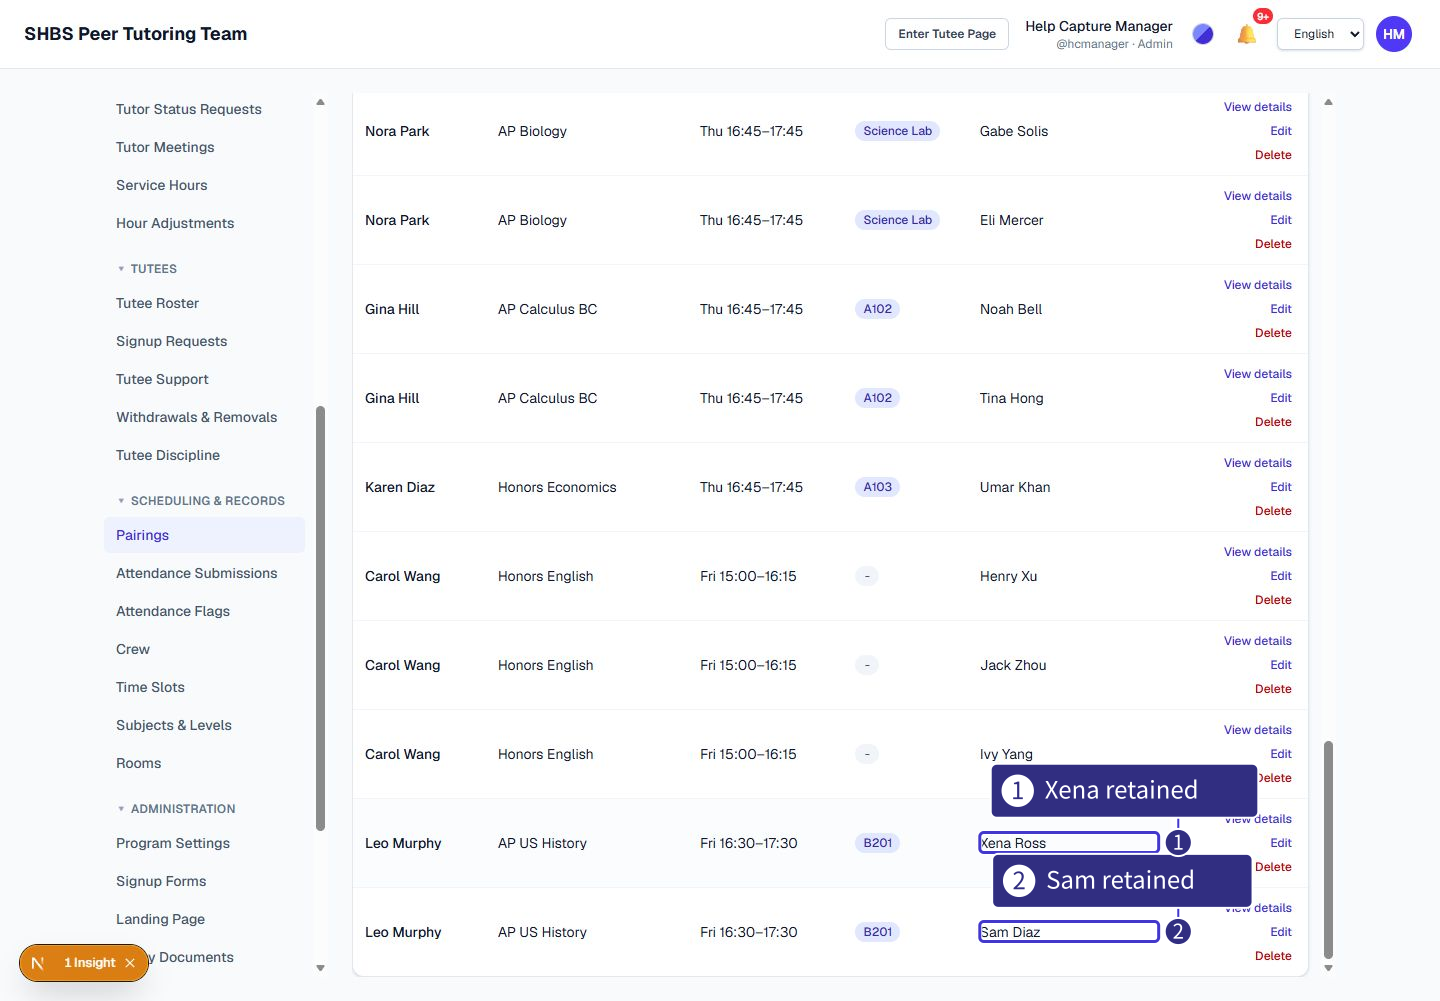 SHBS Peer Tutoring Team
Enter Tutee Page
Help Capture Manager
@hcmanager · Admin
9+
English
HM
Tutor Status Requests
Tutor Meetings
Service Hours
Hour Adjustments
TUTEES
Tutee Roster
Signup Requests
Tutee Support
Withdrawals & Removals
Tutee Discipline
SCHEDULING & RECORDS
Pairings
Attendance Submissions
Attendance Flags
Crew
Time Slots
Subjects & Levels
Rooms
ADMINISTRATION
Program Settings
Signup Forms
Landing Page
y Documents
N 1 Insight ×
View details
Nora Park AP Biology Thu 16:45–17:45 Science Lab Gabe Solis Edit
Delete
View details
Nora Park AP Biology Thu 16:45–17:45 Science Lab Eli Mercer Edit
Delete
View details
Gina Hill AP Calculus BC Thu 16:45–17:45 A102 Noah Bell Edit
Delete
View details
Gina Hill AP Calculus BC Thu 16:45–17:45 A102 Tina Hong Edit
Delete
View details
Karen Diaz Honors Economics Thu 16:45–17:45 A103 Umar Khan Edit
Delete
View details
Carol Wang Honors English Fri 15:00–16:15 - Henry Xu Edit
Delete
View details
Carol Wang Honors English Fri 15:00–16:15 - Jack Zhou Edit
Delete
View details
Carol Wang Honors English Fri 15:00–16:15 - Ivy Yang Edit
Delete
1 Xena retained
View details
Leo Murphy AP US History Fri 16:30–17:30 B201 Xena Ross 1 Edit
Delete
2 Sam retained
View details
Leo Murphy AP US History Fri 16:30–17:30 B201 Sam Diaz 2 Edit
Delete